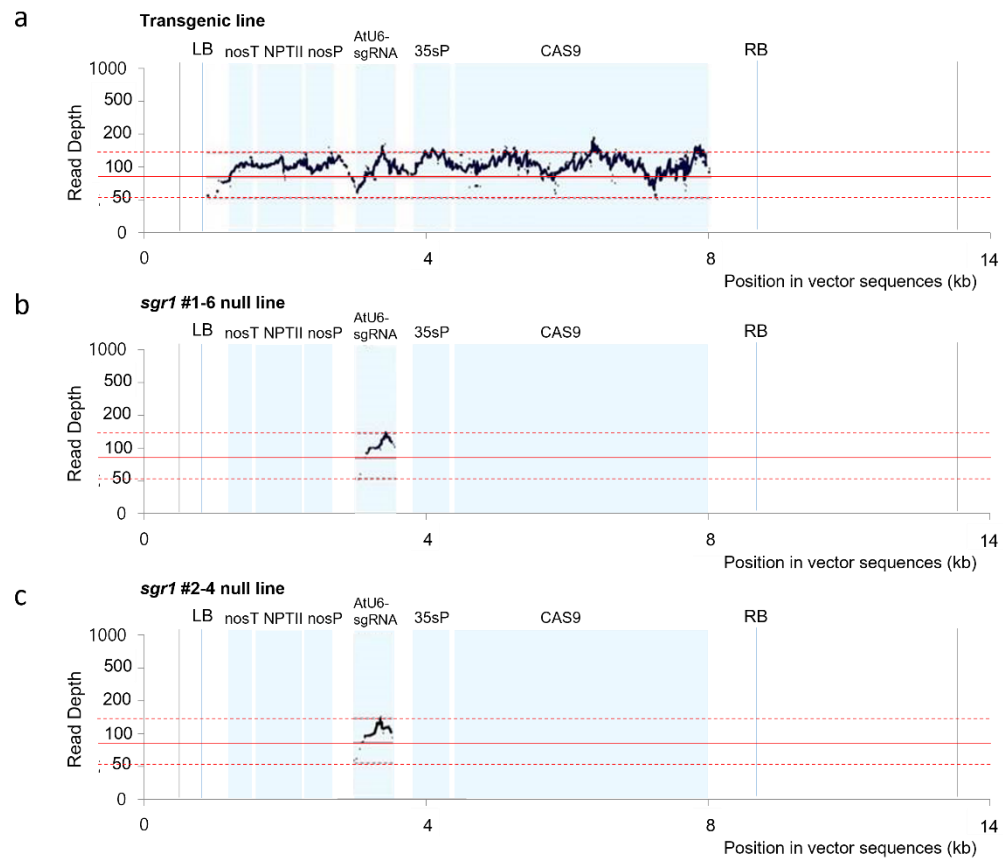 a
Transgenic line
LB nosT NPTII nosP AtU6-
sgRNA 35sP CAS9 RB
Read Depth
1000
500
200
100
50
0
0 4 8 14
Position in vector sequences (kb)
b
sgr1 #1-6 null line
LB nosT NPTII nosP AtU6-
sgRNA 35sP CAS9 RB
Read Depth
1000
500
200
100
50
0
0 4 8 14
Position in vector sequences (kb)
c
sgr1 #2-4 null line
LB nosT NPTII nosP AtU6-
sgRNA 35sP CAS9 RB
Read Depth
1000
500
200
100
50
0
0 4 8 14
Position in vector sequences (kb)